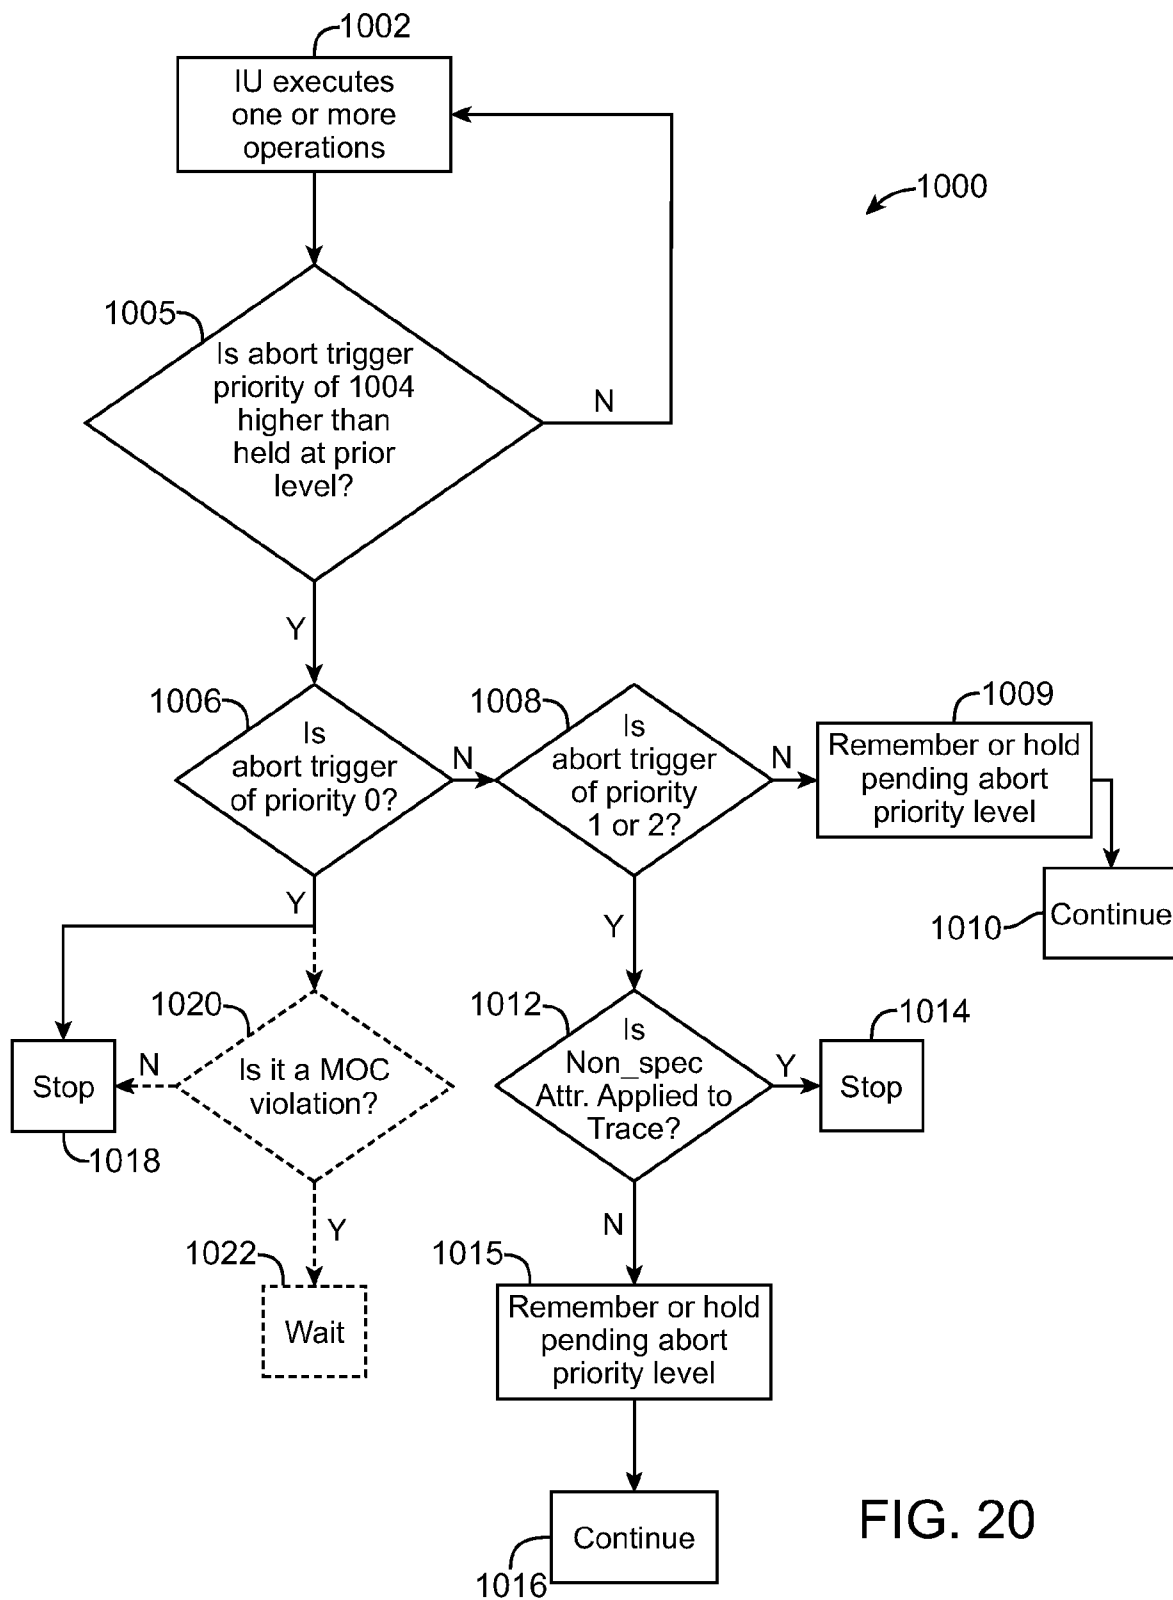 1002
IU executes
one or more
operations
1000
1005
Is abort trigger
priority of 1004
higher than
held at prior
level?
N
Y
1006
Is
abort trigger
of priority 0?
N
1008
Is
abort trigger
of priority
1 or 2?
N
1009
Remember or hold
pending abort
priority level
Y
Y
1010
Continue
1020
Is it a MOC
violation?
N
Stop
1018
1012
Is
Non_spec
Attr. Applied to
Trace?
Y
1014
Stop
Y
N
1022
Wait
1015
Remember or hold
pending abort
priority level
Continue
1016
FIG. 20